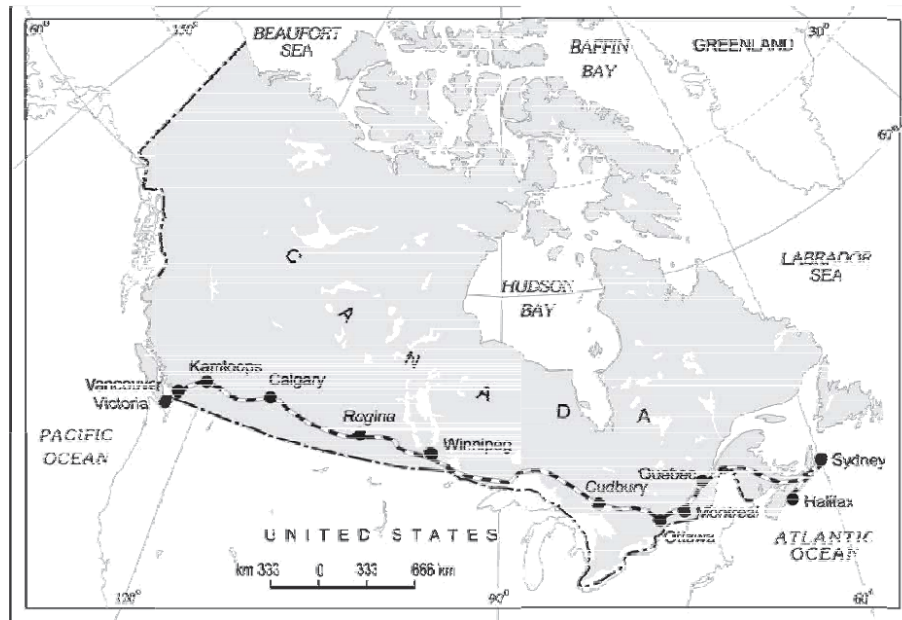 60°
150°
BEAUFORT
SEA
BAFFIN
BAY
GREENLAND
30°
60°
LABRADOR
SEA
HUDSON
BAY
C
A
N
A
D
A
Kamloops
Vancouver
Victoria
Calgary
Regina
Winnipeg
PACIFIC
OCEAN
Quebec
Cudbury
Montreal
Ottawa
Sydney
Halifax
ATLANTIC
OCEAN
UNITED STATES
km 333 0 333 666 km
120°
90°
60°